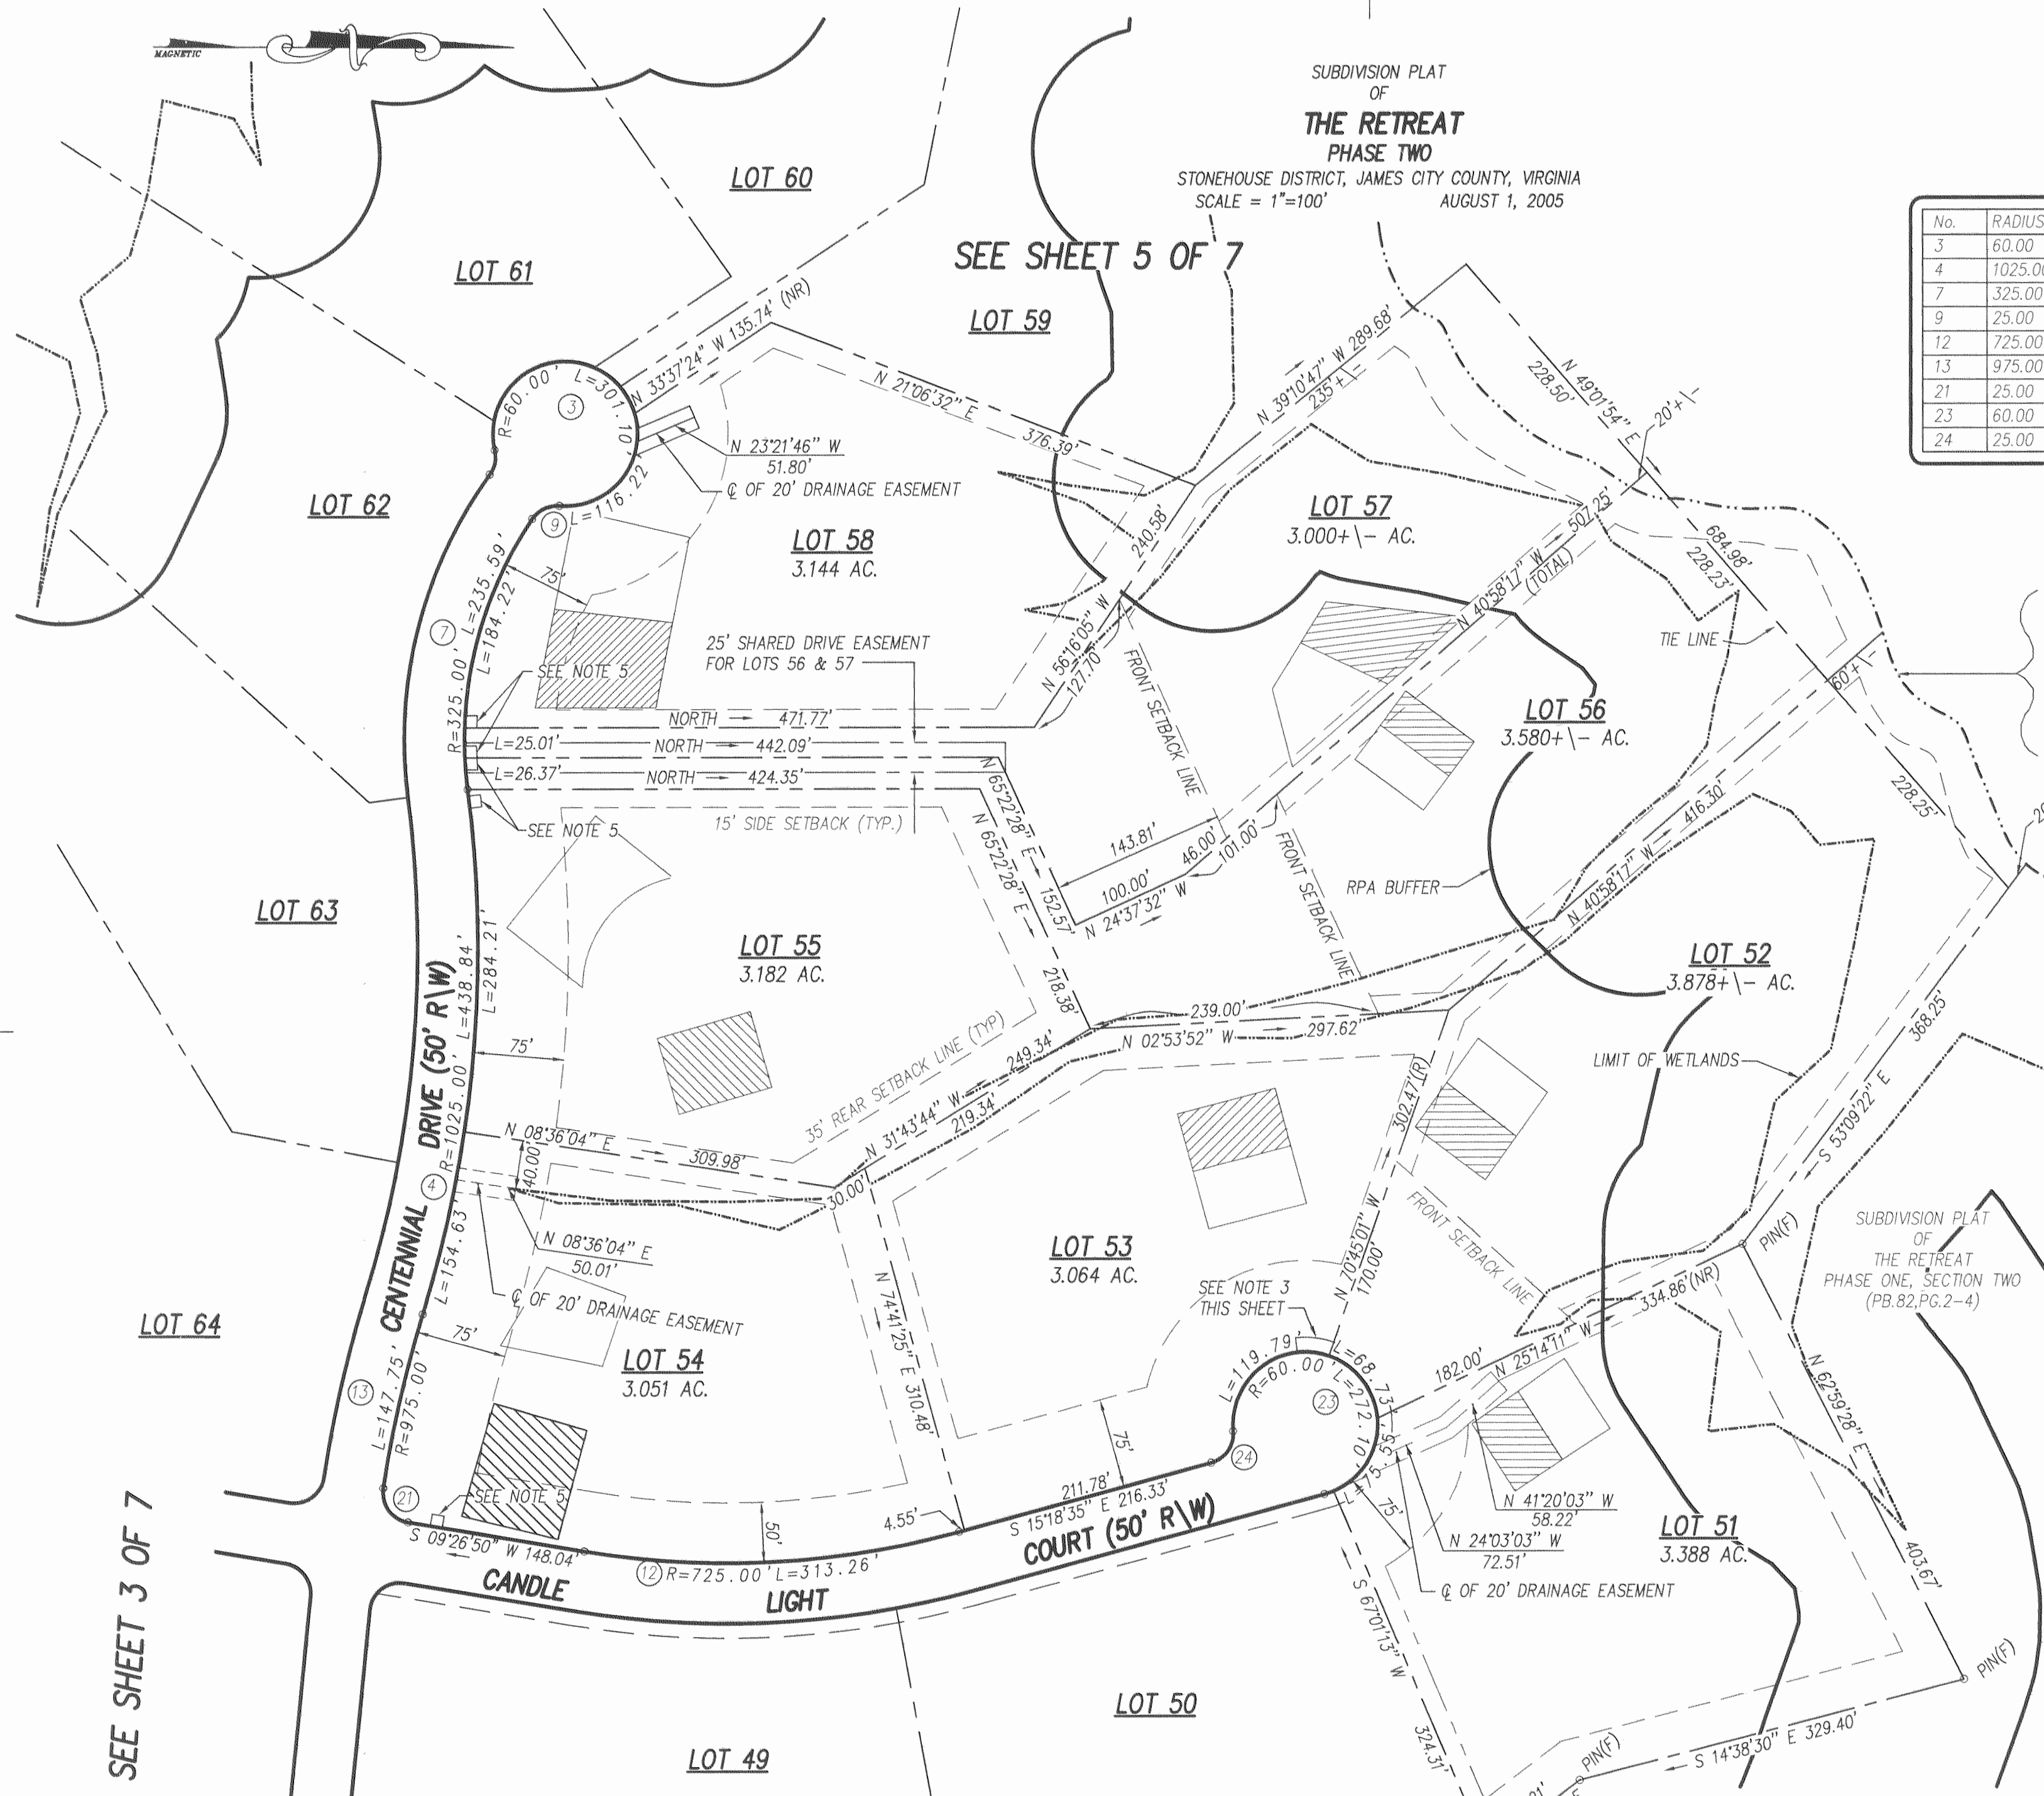 MAGNETIC
SUBDIVISION PLAT
OF
THE RETREAT
PHASE TWO
STONEHOUSE DISTRICT, JAMES CITY COUNTY, VIRGINIA
SCALE = 1"=100' AUGUST 1, 2005
SEE SHEET 5 OF 7
No. RADIUS
3 60.00
4 1025.00
7 325.00
9 25.00
12 725.00
13 975.00
21 25.00
23 60.00
24 25.00
LOT 60
LOT 61
LOT 59
N 33°37'24" W 135.74' (NR)
R=60.00' L=301.10'
3
N 21°06'32" E
376.39'
N 39°10'47" W 289.68'
235'+\-
N 49°01'54" E
228.50'
20'+\-
N 23°21'46" W
51.80'
℄ OF 20' DRAINAGE EASEMENT
L=116.22'
9
LOT 62
LOT 58
3.144 AC.
LOT 57
3.000+\- AC.
240.58'
N 40°58'17" W 507.25'
(TOTAL)
684.98'
228.23'
L=235.59'
L=184.22'
75'
7
R=325.00'
25' SHARED DRIVE EASEMENT
FOR LOTS 56 & 57
N 56°16'05" W
127.70'
TIE LINE
60'+\-
SEE NOTE 5
FRONT SETBACK LINE
LOT 56
3.580+\- AC.
NORTH 471.77'
L=25.01' NORTH 442.09'
L=26.37' NORTH 424.35'
15' SIDE SETBACK (TYP.)
SEE NOTE 5
N 65°22'28" E 152.57'
N 65°22'28" E 218.38'
143.81'
100.00' 46.00'
101.00'
N 24°37'32" W
FRONT SETBACK LINE
RPA BUFFER
N 40°58'17" W 416.30'
228.25'
LOT 63
LOT 55
3.182 AC.
LOT 52
3.878+\- AC.
L=284.21'
R=1025.00' L=438.84'
CENTENNIAL DRIVE (50' R\W)
75'
239.00'
N 02°53'52" W 297.62'
368.25'
S 53°09'22" E
LIMIT OF WETLANDS
35' REAR SETBACK LINE (TYP)
N 31°43'44" W 249.34'
219.34'
302.47'(R)
N 08°36'04" E
309.98'
40.00'
30.00'
4
L=154.63'
N 08°36'04" E
50.01'
℄ OF 20' DRAINAGE EASEMENT
N 70°45'01" W
170.00'
FRONT SETBACK LINE
PIN(F)
SUBDIVISION PLAT
OF
THE RETREAT
PHASE ONE, SECTION TWO
(PB.82,PG.2-4)
LOT 53
3.064 AC.
SEE NOTE 3
THIS SHEET
N 74°41'25" E 310.48'
LOT 64
LOT 54
3.051 AC.
75'
13
L=147.75'
R=975.00'
L=119.79'
R=60.00' L=272.10'
L=68.73'
23
L=75.55'
182.00'
N 25°14'11" W
334.86'(NR)
N 62°59'28" E
403.67'
75'
24
21
SEE NOTE 5
S 09°26'50" W 148.04'
12
R=725.00' L=313.26'
50'
4.55'
211.78'
S 15°18'35" E 216.33'
CANDLE LIGHT COURT (50' R\W)
75'
N 41°20'03" W
58.22'
N 24°03'03" W
72.51'
℄ OF 20' DRAINAGE EASEMENT
LOT 51
3.388 AC.
S 67°01'13" W
324.31'
SEE SHEET 3 OF 7
LOT 49
LOT 50
PIN(F)
S 14°38'30" E 329.40'
PIN(F)